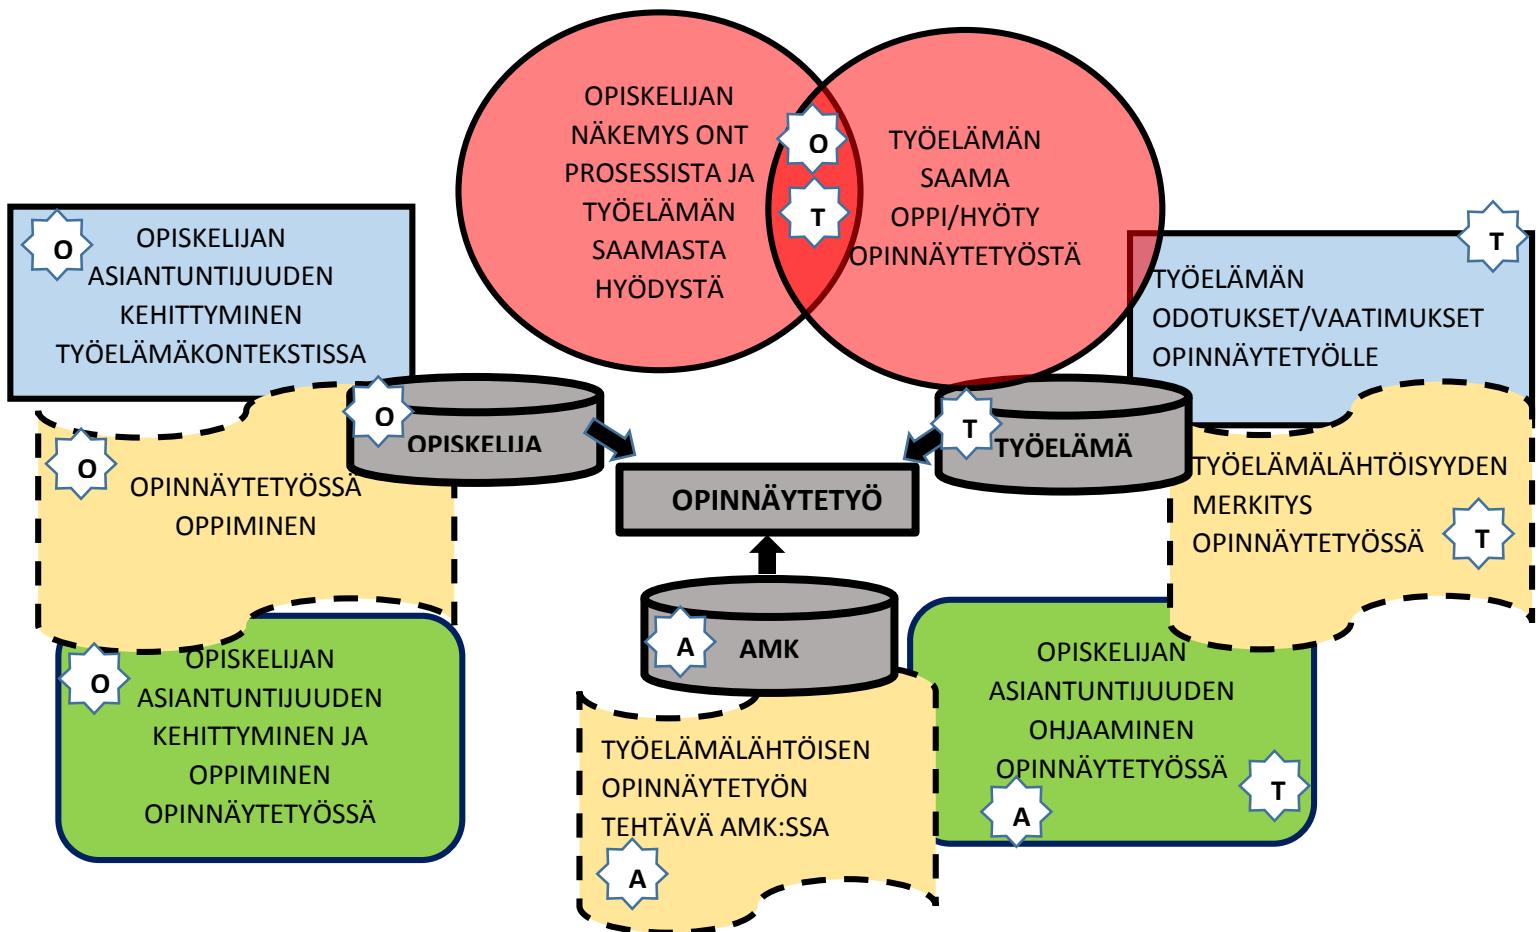 OPISKELIJAN
NÄKEMYS ONT
PROSESSISTA JA
TYÖELÄMÄN
SAAMASTA
HYÖDYSTÄ
O
T
TYÖELÄMÄN
SAAMA
OPPI/HYÖTY
OPINNÄYTETYÖSTÄ
O
OPISKELIJAN
ASIANTUNTIJUUDEN
KEHITTYMINEN
TYÖELÄMÄKONTEKSTISSA
T
TYÖELÄMÄN
ODOTUKSET/VAATIMUKSET
OPINNÄYTETYÖLLE
O
OPISKELIJA
T
TYÖELÄMÄ
OPINNÄYTETYÖ
O
OPINNÄYTETYÖSSÄ
OPPIMINEN
TYÖELÄMÄLÄHTÖISYYDEN
MERKITYS
OPINNÄYTETYÖSSÄ
T
A
AMK
O
OPISKELIJAN
ASIANTUNTIJUUDEN
KEHITTYMINEN JA
OPPIMINEN
OPINNÄYTETYÖSSÄ
TYÖELÄMÄLÄHTÖISEN
OPINNÄYTETYÖN
TEHTÄVÄ AMK:SSA
A
OPISKELIJAN
ASIANTUNTIJUUDEN
OHJAAMINEN
OPINNÄYTETYÖSSÄ
T
A